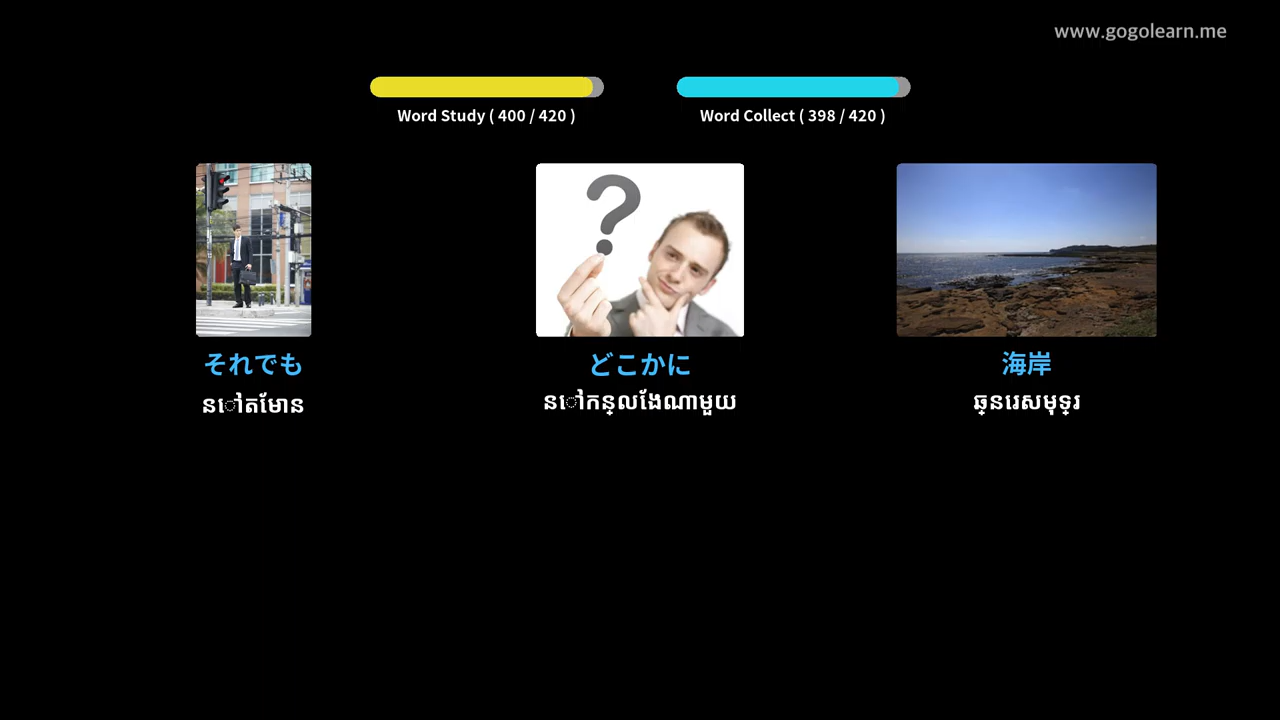 www.gogolearn.me
Word Study ( 400 / 420 )
Word Collect ( 398 / 420 )
それでも
どこかに
海岸
នៅតែមាន
នៅកន្លែងណាមួយ
ឆ្នេរសមុទ្រ